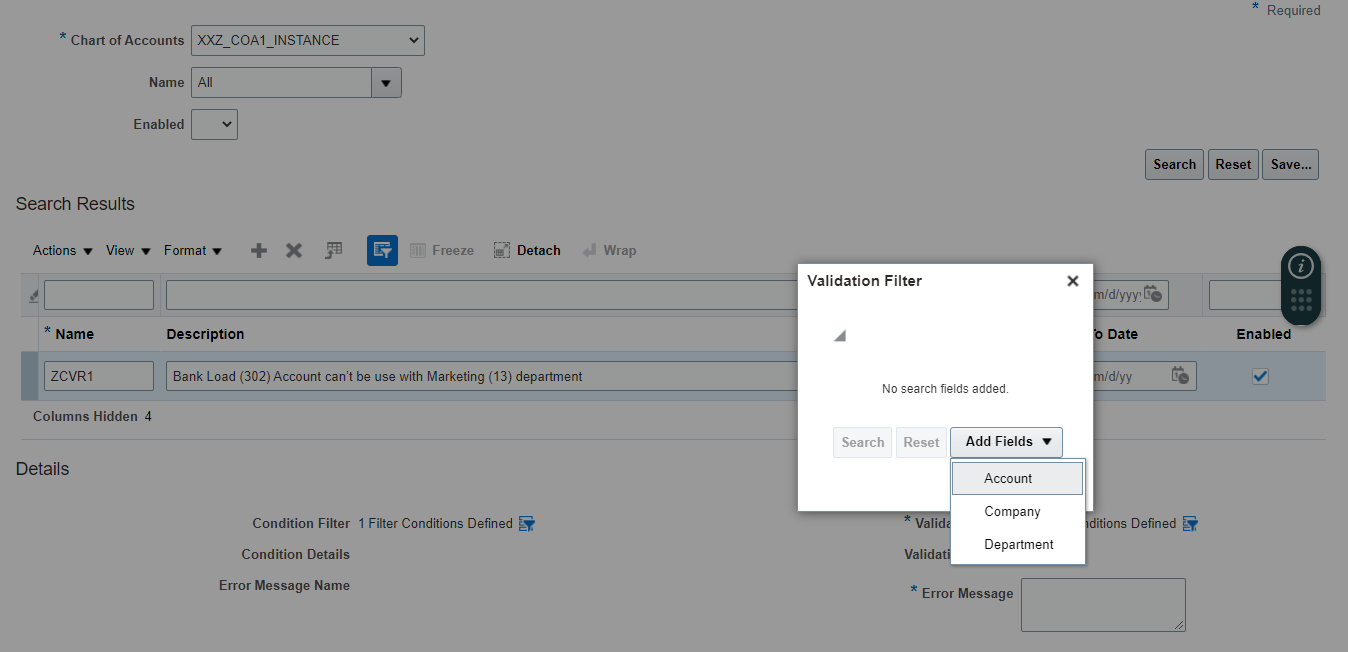 * Required
* Chart of Accounts XXZ_COA1_INSTANCE
Name All
Enabled
Search Reset Save...
Search Results
Actions View Format Freeze Detach Wrap
Validation Filter
m/d/yyy
* Name Description To Date Enabled
ZCVR1 Bank Load (302) Account can't be use with Marketing (13) department m/d/yy
No search fields added.
Columns Hidden 4
Search Reset Add Fields
Details
Account
Company
Department
Condition Filter 1 Filter Conditions Defined * Valida ditions Defined
Condition Details Validati
Error Message Name * Error Message